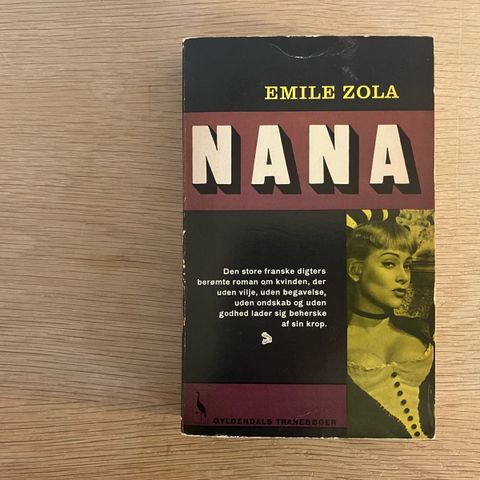 EMILE ZOLA
NANA
Den store franske digters
berømte roman om kvinden, der
uden vilje, uden begavelse,
uden ondskab og uden
godhed lader sig beherske
af sin krop.
GYLDENDALS TRANEBØGER